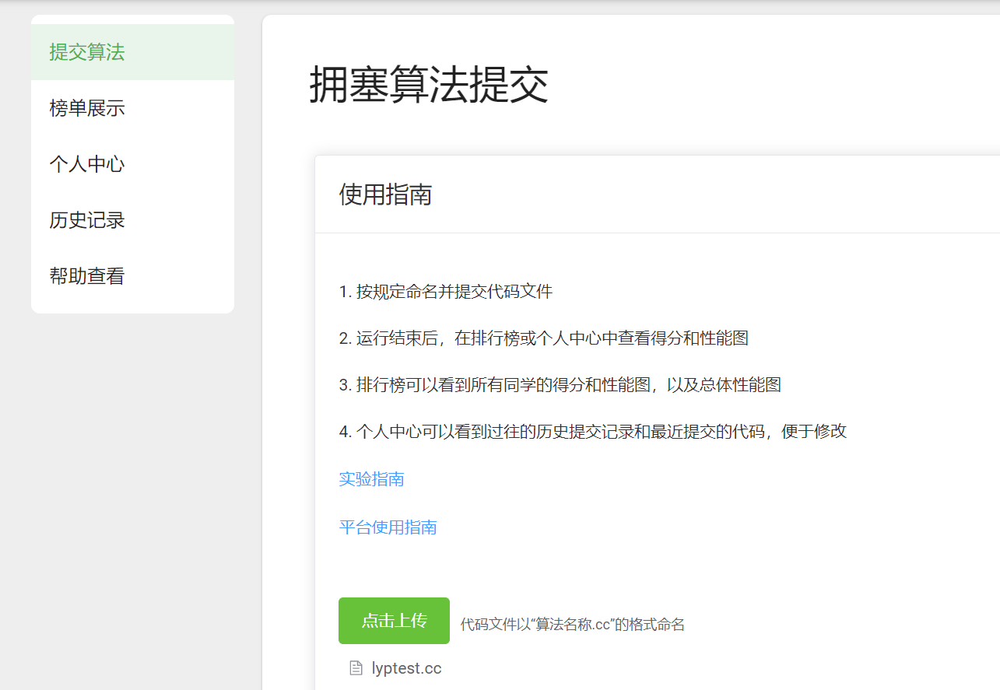 提交算法
榜单展示
个人中心
历史记录
帮助查看
拥塞算法提交
使用指南
1. 按规定命名并提交代码文件
2. 运行结束后，在排行榜或个人中心中查看得分和性能图
3. 排行榜可以看到所有同学的得分和性能图，以及总体性能图
4. 个人中心可以看到过往的历史提交记录和最近提交的代码，便于修改
实验指南
平台使用指南
点击上传 代码文件以“算法名称.cc”的格式命名
lyptest.cc